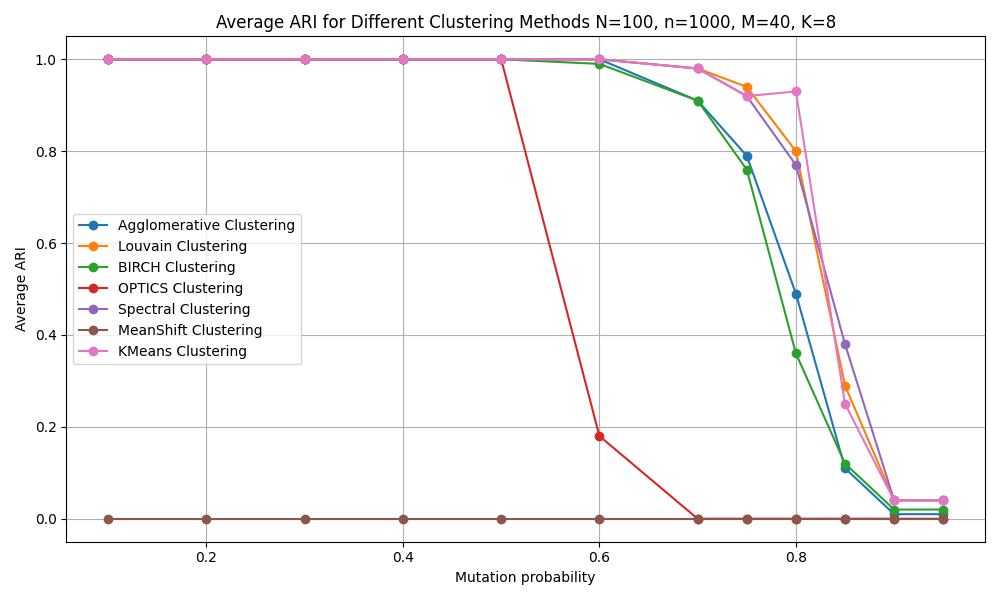 Average ARI for Different Clustering Methods N=100, n=1000, M=40, K=8
1.0
0.8
0.6
0.4
0.2
0.0
Average ARI
Agglomerative Clustering
Louvain Clustering
BIRCH Clustering
OPTICS Clustering
Spectral Clustering
MeanShift Clustering
KMeans Clustering
0.2
0.4
0.6
0.8
Mutation probability